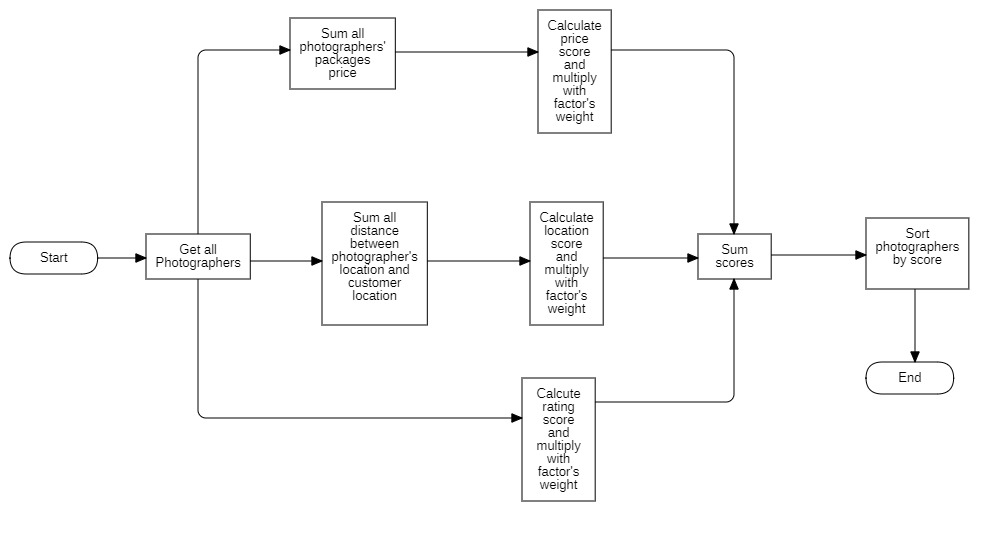 Sum all
photographers'
packages
price
Calculate
price
score
and
multiply
with
factor's
weight
Start
Get all
Photographers
Sum all
distance
between
photographer's
location and
customer
location
Calculate
location
score
and
multiply
with
factor's
weight
Sum
scores
Sort
photographers
by score
End
Calcute
rating
score
and
multiply
with
factor's
weight